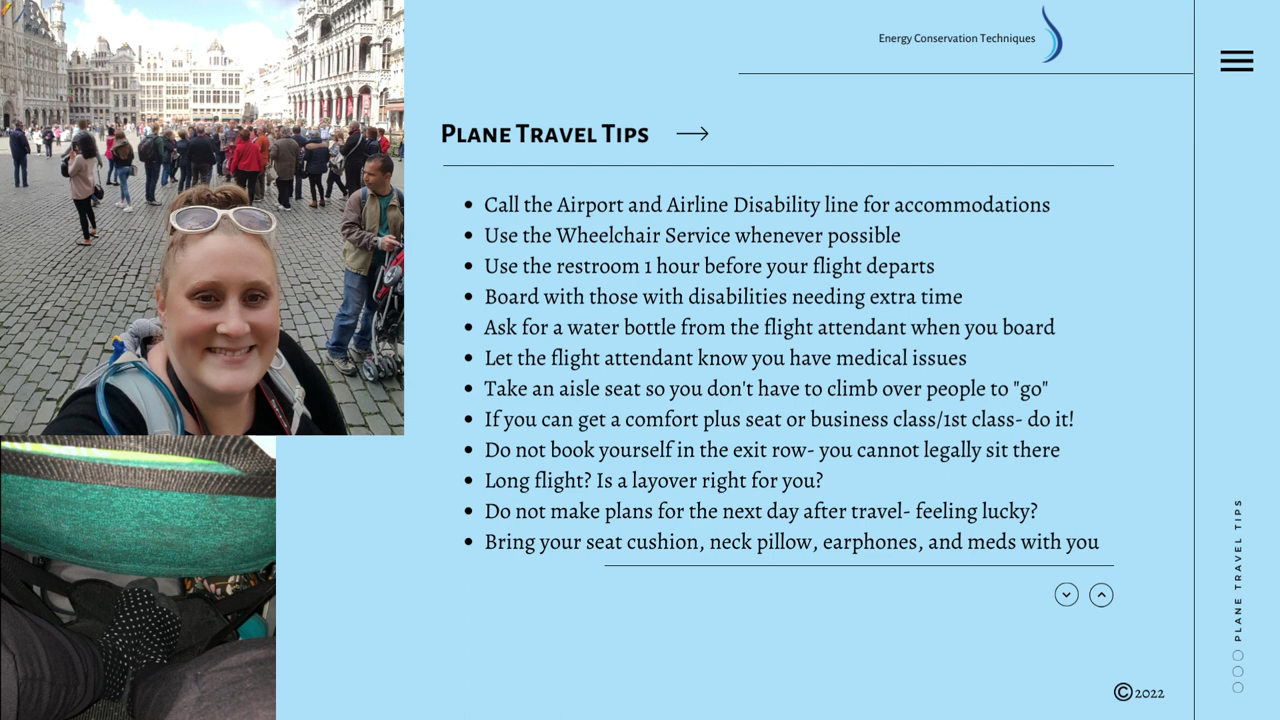 Energy Conservation Techniques
Plane Travel Tips
Call the Airport and Airline Disability line for accommodations
Use the Wheelchair Service whenever possible
Use the restroom 1 hour before your flight departs
Board with those with disabilities needing extra time
Ask for a water bottle from the flight attendant when you board
Let the flight attendant know you have medical issues
Take an aisle seat so you don't have to climb over people to "go"
If you can get a comfort plus seat or business class/1st class- do it!
Do not book yourself in the exit row- you cannot legally sit there
Long flight? Is a layover right for you?
Do not make plans for the next day after travel- feeling lucky?
Bring your seat cushion, neck pillow, earphones, and meds with you
PLANE TRAVEL TIPS
©2022